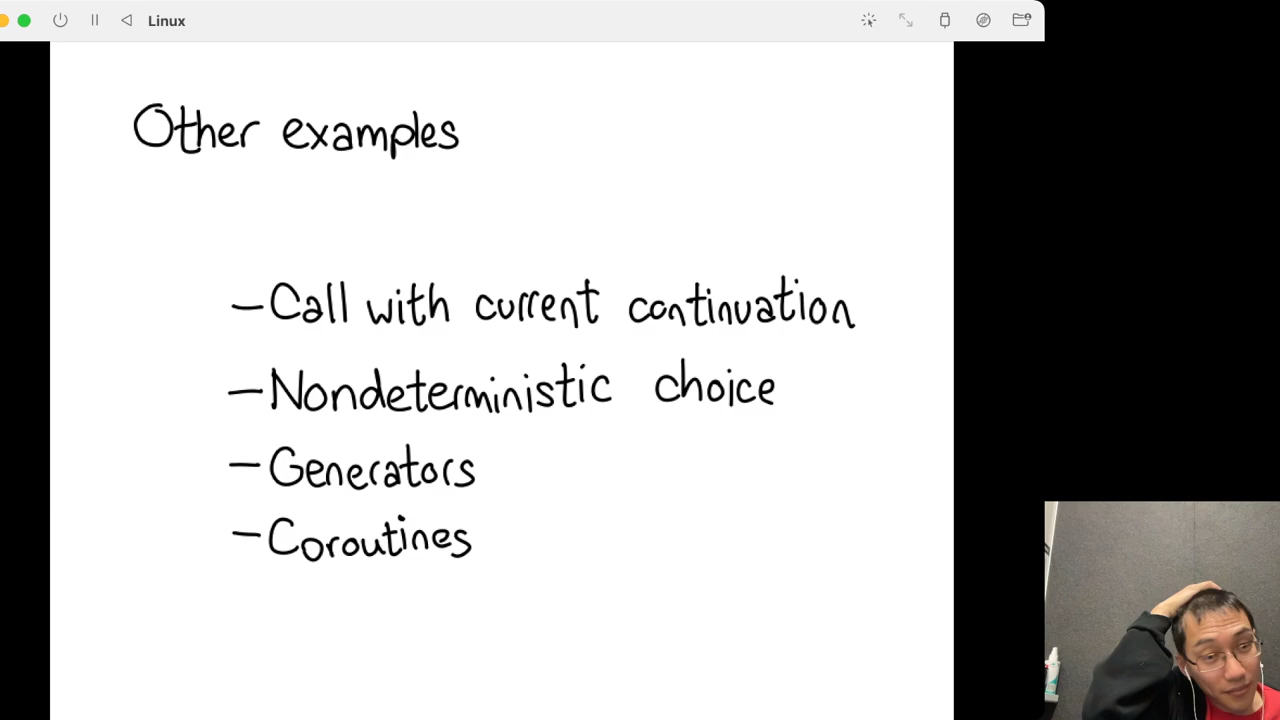 Linux
Other examples
– Call with current continuation
– Nondeterministic choice
– Generators
– Coroutines